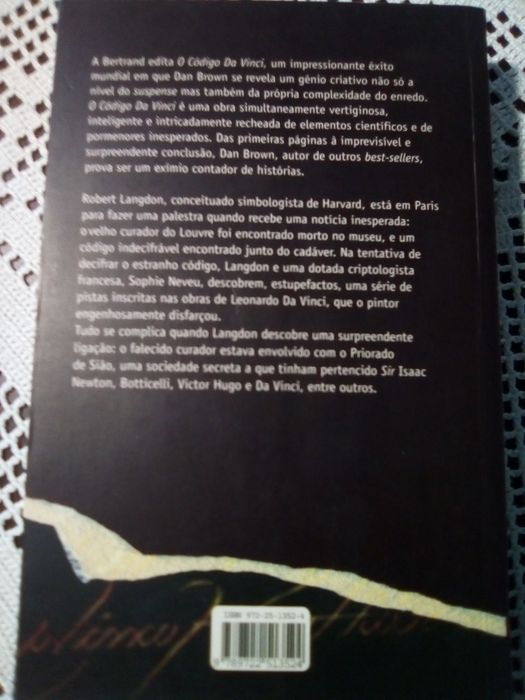 A Bertrand edita O Código Da Vinci, um impressionante êxito
mundial em que Dan Brown se revela um génio criativo não só a
nível do suspense mas também da própria complexidade do enredo.
O Código Da Vinci é uma obra simultaneamente vertiginosa,
inteligente e intricadamente recheada de elementos científicos e de
pormenores inesperados. Das primeiras páginas à imprevisível e
surpreendente conclusão, Dan Brown, autor de outros best-sellers,
prova ser um exímio contador de histórias.
Robert Langdon, conceituado simbologista de Harvard, está em Paris
para fazer uma palestra quando recebe uma notícia inesperada:
o velho curador do Louvre foi encontrado morto no museu, e um
código indecifrável encontrado junto do cadáver. Na tentativa de
decifrar o estranho código, Langdon e uma dotada criptologista
francesa, Sophie Neveu, descobrem, estupefactos, uma série de
pistas inscritas nas obras de Leonardo Da Vinci, que o pintor
engenhosamente disfarçou.
Tudo se complica quando Langdon descobre uma surpreendente
ligação: o falecido curador estava envolvido com o Priorado
de Sião, uma sociedade secreta a que tinham pertencido Sir Isaac
Newton, Botticelli, Victor Hugo e Da Vinci, entre outros.
ISBN 972-25-1352-4
9 789722 513524